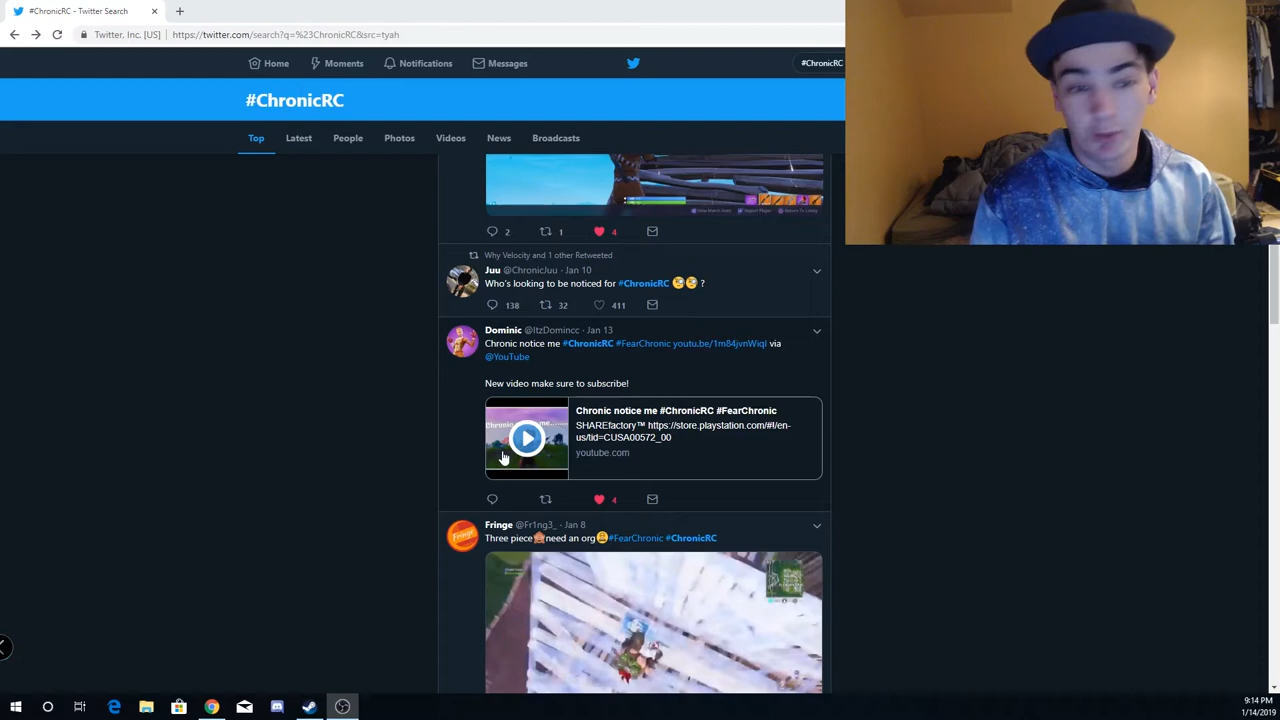 #ChronicRC - Twitter Search
Twitter, Inc. [US]
https://twitter.com/search?q=%23ChronicRC&src=tyah
Home
Moments
Notifications
Messages
#ChronicRC
#ChronicRC
Top
Latest
People
Photos
Videos
News
Broadcasts
2
1
4
Why Velocity and 1 other Retweeted
Juu @ChronicJuu · Jan 10
Who's looking to be noticed for #ChronicRC ?
138
32
411
Dominic @ItzDomincc · Jan 13
Chronic notice me #ChronicRC #FearChronic youtu.be/1m84jvnWiqI via
@YouTube
New video make sure to subscribe!
Chronic notice me #ChronicRC #FearChronic
SHAREfactory™ https://store.playstation.com/#!/en-
us/tid=CUSA00572_00
youtube.com
4
Fringe @Fr1ng3_ · Jan 8
Three piece need an org #FearChronic #ChronicRC
9:14 PM
1/14/2019